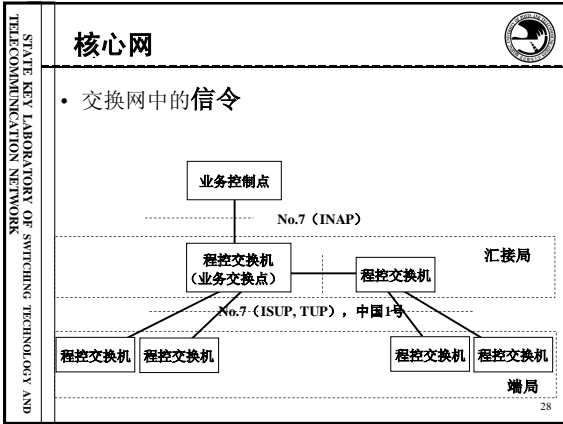 STATE KEY LABORATORY OF SWITCHING TECHNOLOGY AND
TELECOMMUNICATION NETWORK
核心网
• 交换网中的信令
业务控制点
No.7（INAP）
汇接局
程控交换机
（业务交换点）
程控交换机
No.7（ISUP, TUP），中国1号
程控交换机
程控交换机
程控交换机
程控交换机
端局
28